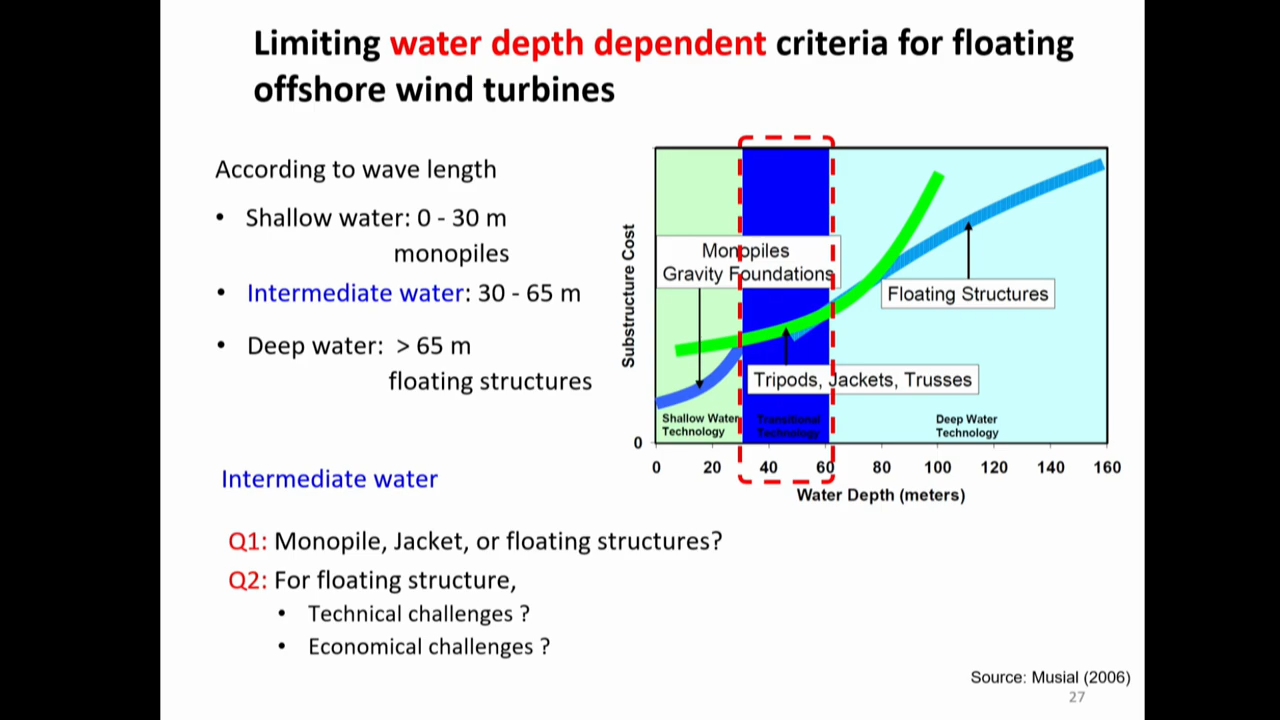 Limiting water depth dependent criteria for floating
offshore wind turbines
According to wave length
• Shallow water: 0 - 30 m
monopiles
• Intermediate water: 30 - 65 m
• Deep water: > 65 m
floating structures
Substructure Cost
Monopiles
Gravity Foundations
Floating Structures
Tripods, Jackets, Trusses
Shallow Water
Technology
Transitional
Technology
Deep Water
Technology
0
0 20 40 60 80 100 120 140 160
Water Depth (meters)
Intermediate water
Q1: Monopile, Jacket, or floating structures?
Q2: For floating structure,
• Technical challenges ?
• Economical challenges ?
Source: Musial (2006)
27